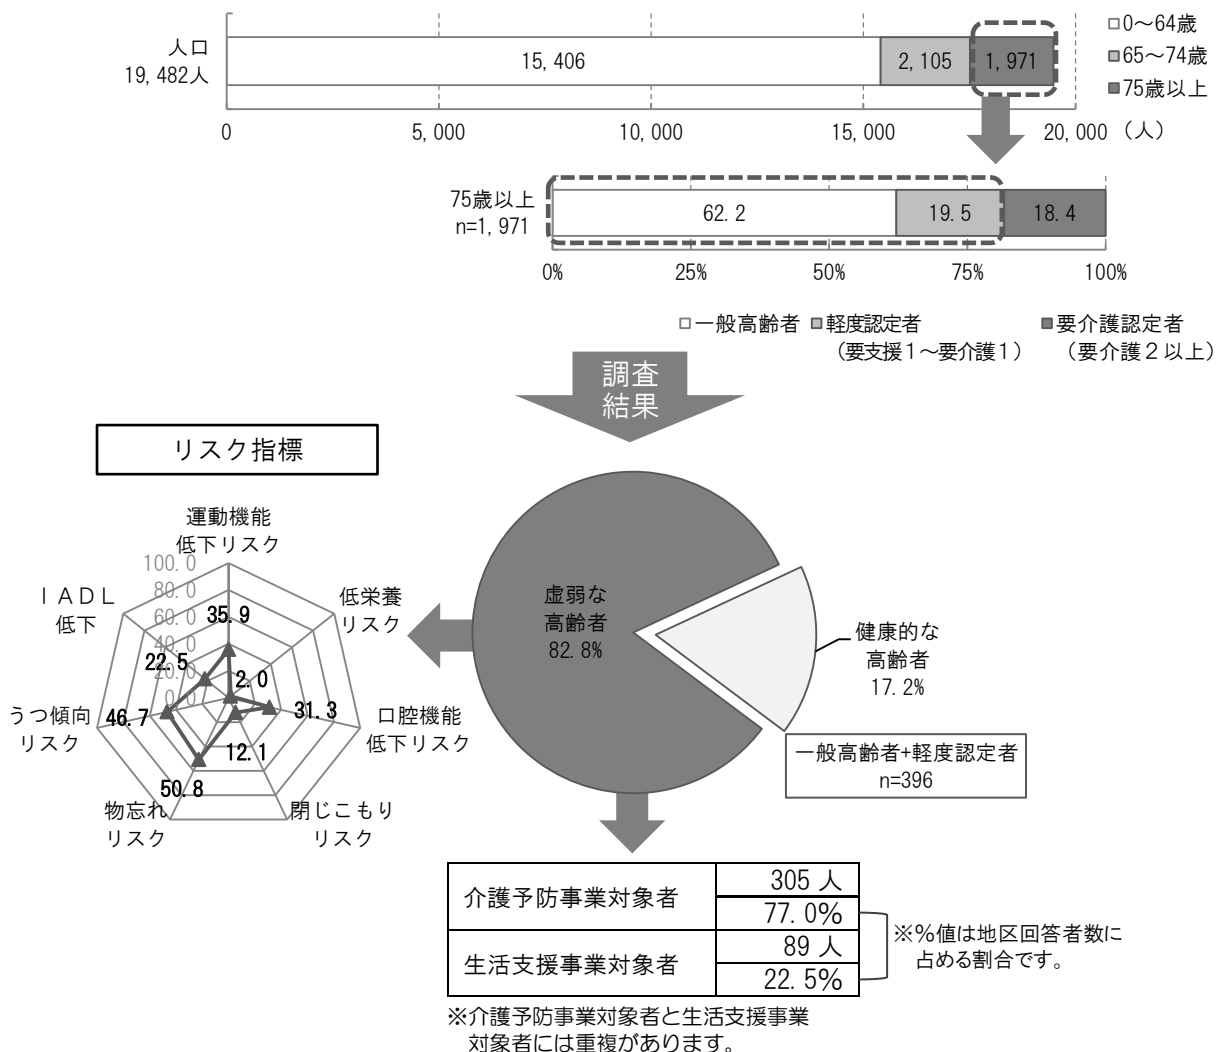 人口
19,482人
15,406
2,105
1,971
□0～64歳
■65～74歳
■75歳以上
0
5,000
10,000
15,000
20,000
（人）
75歳以上
n=1,971
62.2
19.5
18.4
0%
25%
50%
75%
100%
□一般高齢者
■軽度認定者
（要支援１～要介護１）
■要介護認定者
（要介護２以上）
調査
結果
リスク指標
運動機能
低下リスク
低栄養
リスク
口腔機能
低下リスク
閉じこもり
リスク
物忘れ
リスク
うつ傾向
リスク
ＩＡＤＬ
低下
100.0
80.0
60.0
40.0
20.0
0.0
35.9
2.0
31.3
12.1
50.8
46.7
22.5
虚弱な
高齢者
82.8%
健康的な
高齢者
17.2%
一般高齢者+軽度認定者
n=396
介護予防事業対象者
305 人
77.0%
生活支援事業対象者
89 人
22.5%
※%値は地区回答者数に
占める割合です。
※介護予防事業対象者と生活支援事業
対象者には重複があります。